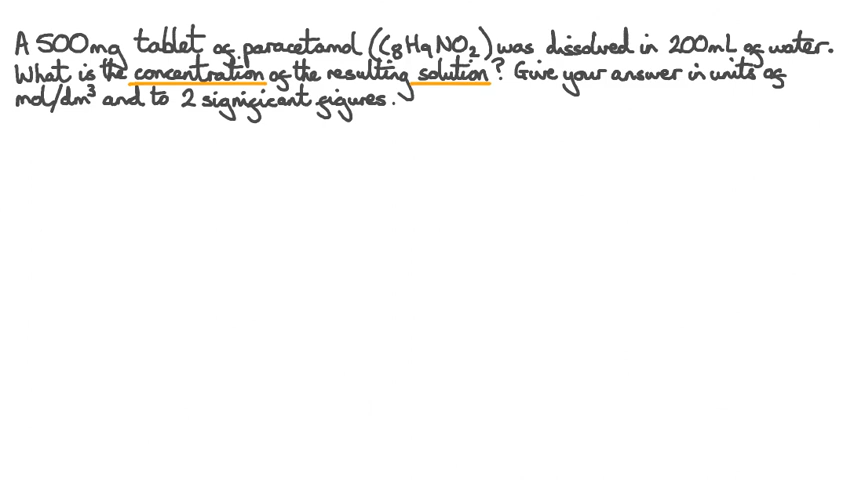 A 500mg tablet of paracetamol (C₈H₉NO₂) was dissolved in 200mL of water.
What is the concentration of the resulting solution? Give your answer in units of
mol/dm³ and to 2 significant figures.